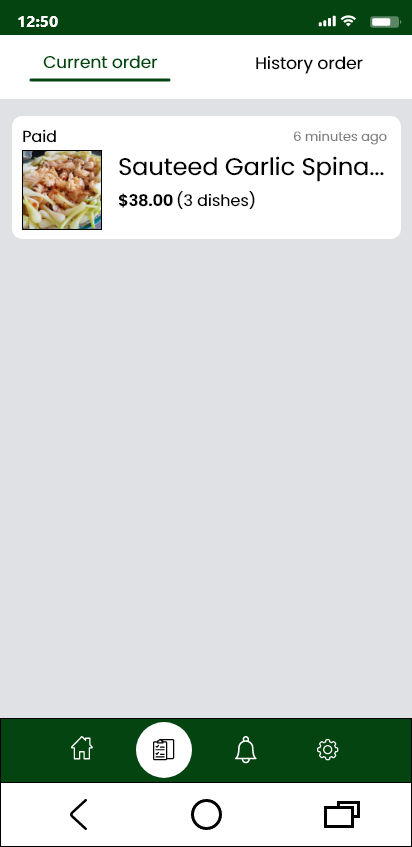 12:50
Current order
History order
Paid
6 minutes ago
Sauteed Garlic Spina...
$38.00 (3 dishes)